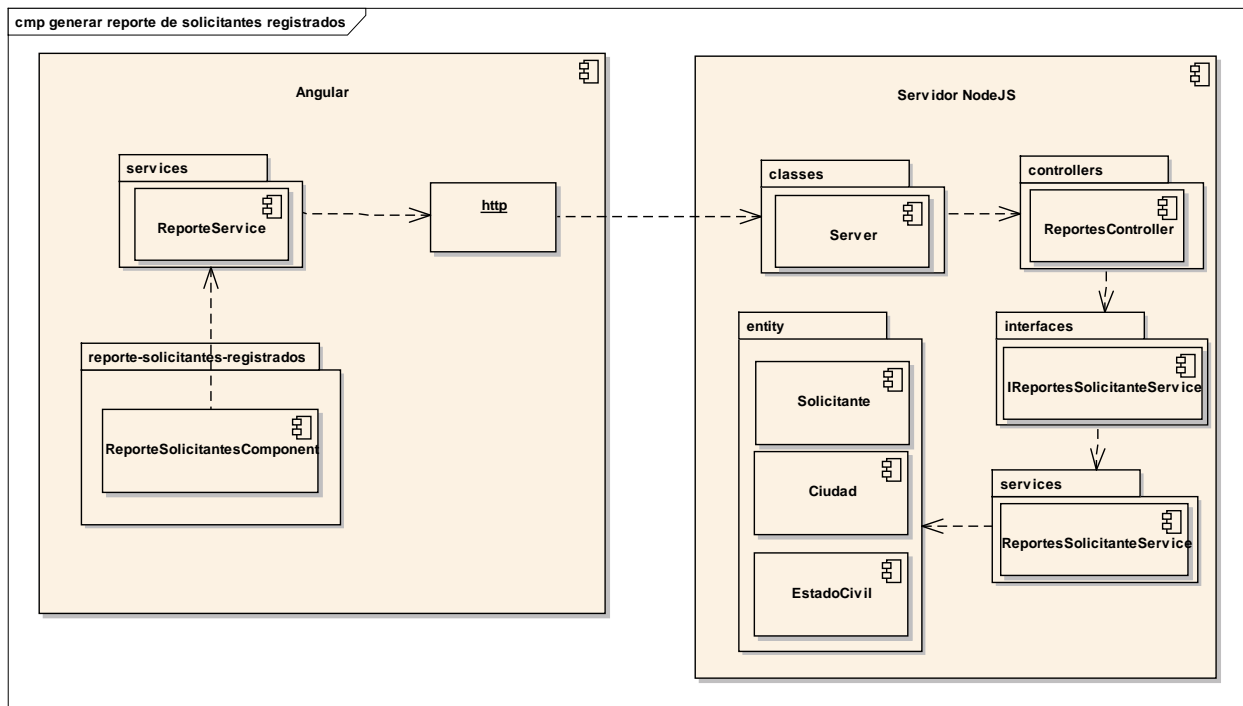 cmp generar reporte de solicitantes registrados
Angular
services
ReporteService
http
reporte-solicitantes-registrados
ReporteSolicitantesComponent
Servidor NodeJS
classes
Server
controllers
ReportesController
interfaces
IReportesSolicitanteService
services
ReportesSolicitanteService
entity
Solicitante
Ciudad
EstadoCivil